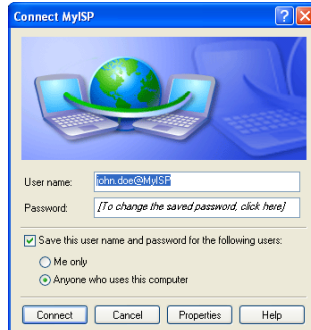 Connect MyISP
User name: john.doe@MyISP
Password: [To change the saved password, click here]
Save this user name and password for the following users:
Me only
Anyone who uses this computer
Connect Cancel Properties Help